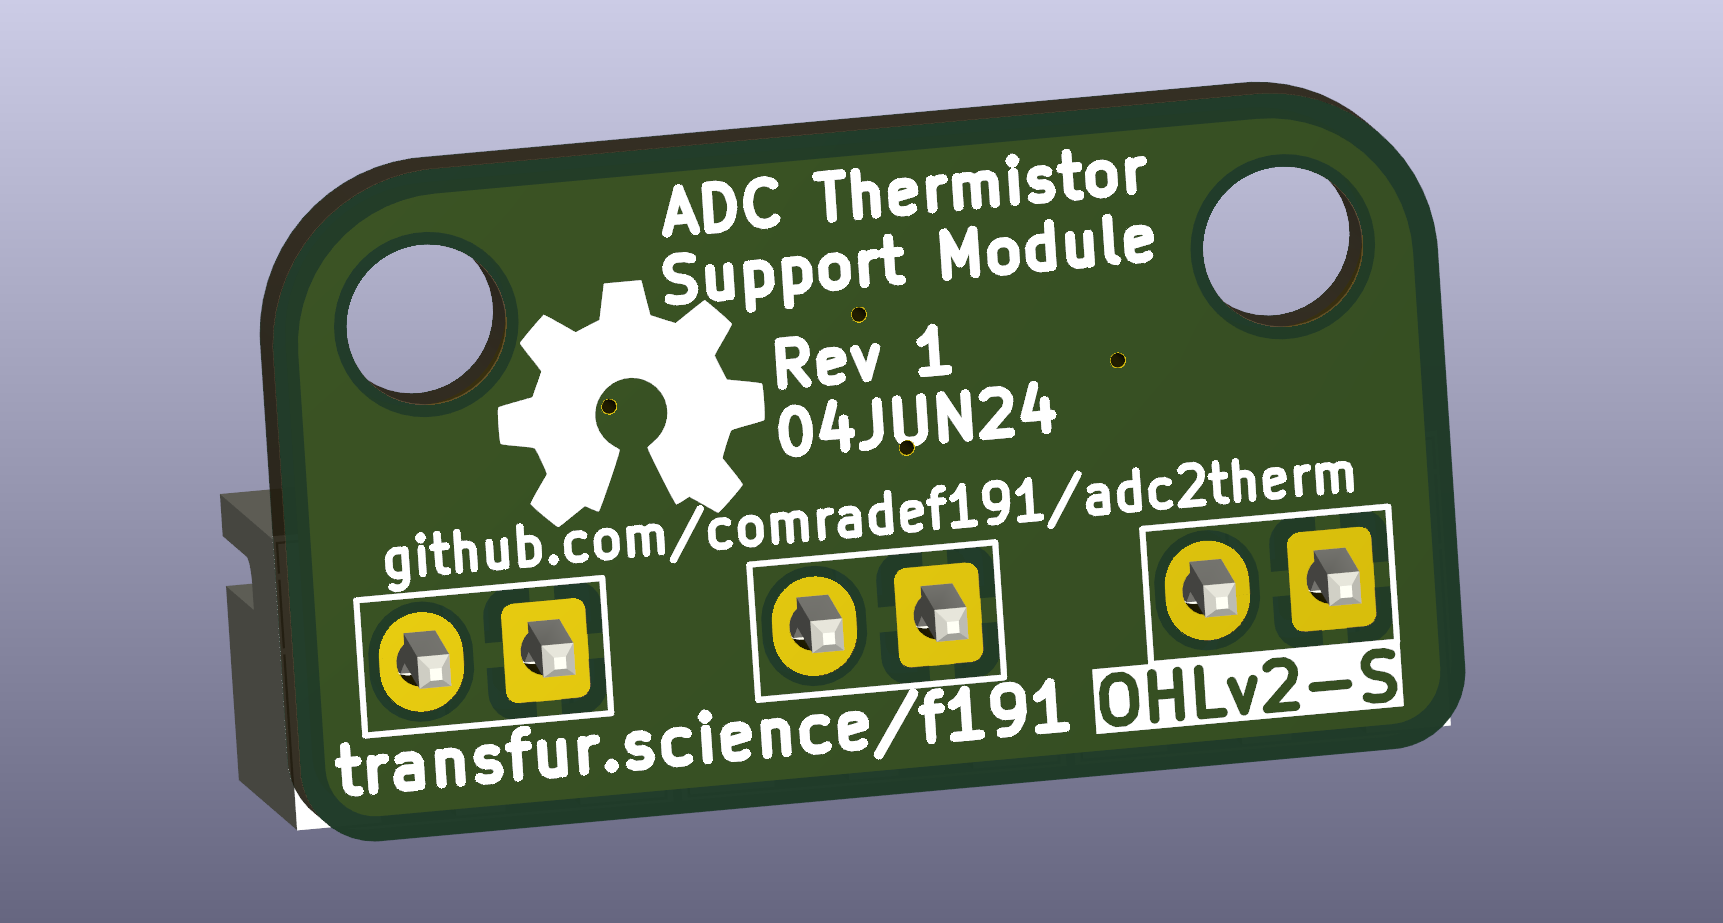 ADC Thermistor
Support Module
Rev 1
04JUN24
github.com/comradef191/adc2therm
transfur.science/f191
OHLv2-S